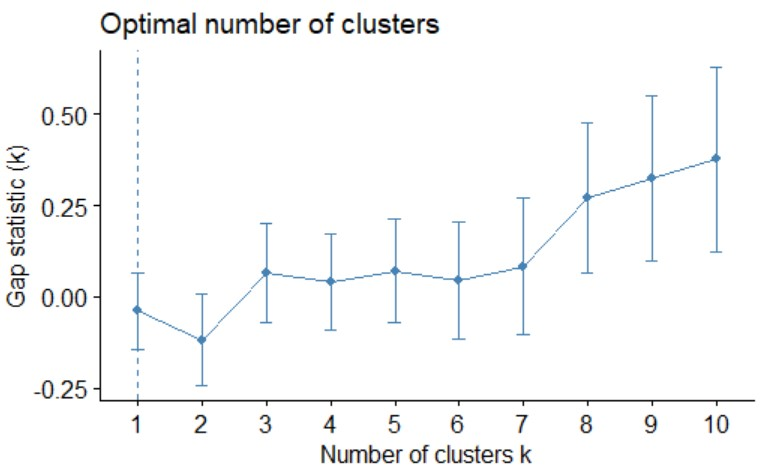 Optimal number of clusters
Gap statistic (k)
0.50
0.25
0.00
-0.25
1 2 3 4 5 6 7 8 9 10
Number of clusters k